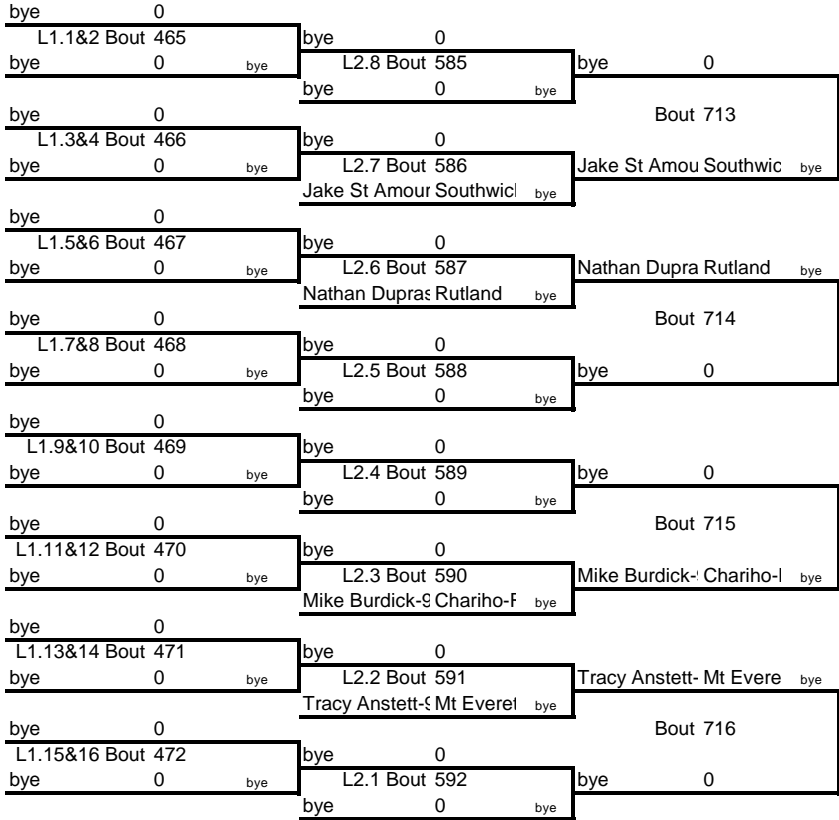 bye 0
L1.1&2 Bout 465 bye 0
bye 0 bye L2.8 Bout 585 bye 0
bye 0 bye
bye 0 Bout 713
L1.3&4 Bout 466 bye 0
bye 0 bye L2.7 Bout 586 Jake St Amou Southwic bye
Jake St Amour Southwicl bye
bye 0
L1.5&6 Bout 467 bye 0
bye 0 bye L2.6 Bout 587 Nathan Dupra Rutland bye
Nathan Dupras Rutland bye
bye 0 Bout 714
L1.7&8 Bout 468 bye 0
bye 0 bye L2.5 Bout 588 bye 0
bye 0 bye
bye 0
L1.9&10 Bout 469 bye 0
bye 0 bye L2.4 Bout 589 bye 0
bye 0 bye
bye 0 Bout 715
L1.11&12 Bout 470 bye 0
bye 0 bye L2.3 Bout 590 Mike Burdick- Chariho- bye
Mike Burdick-9 Chariho-F bye
bye 0
L1.13&14 Bout 471 bye 0
bye 0 bye L2.2 Bout 591 Tracy Anstett- Mt Evere bye
Tracy Anstett-9 Mt Everet bye
bye 0 Bout 716
L1.15&16 Bout 472 bye 0
bye 0 bye L2.1 Bout 592 bye 0
bye 0 bye